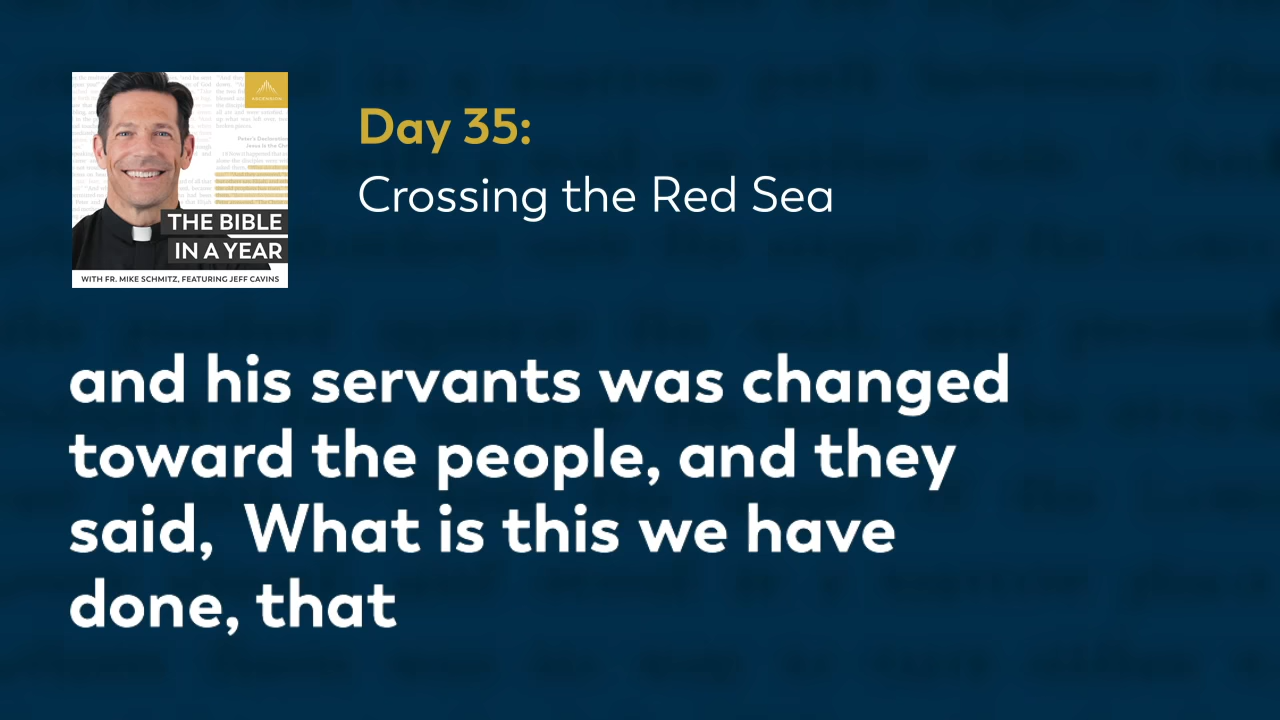 Day 35:
Crossing the Red Sea
THE BIBLE
IN A YEAR
WITH FR. MIKE SCHMITZ, FEATURING JEFF CAVINS
and his servants was changed
toward the people, and they
said,  What is this we have
done, that